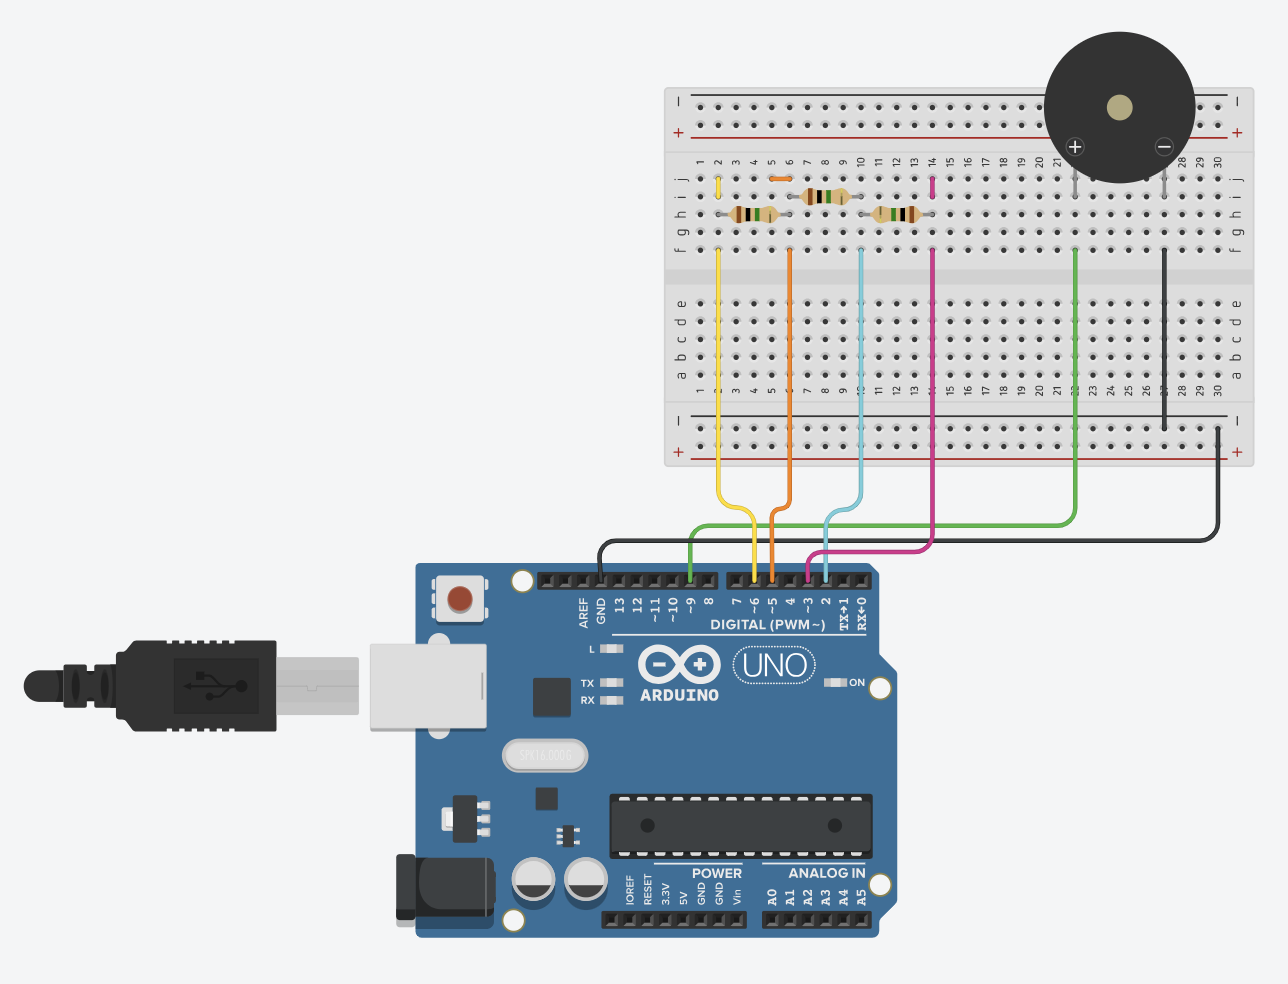 − −
+ +
1 2 3 4 5 6 7 8 9 10 11 12 13 14 15 16 17 18 19 20 21 28 29 30
+ −
j j
i i
h h
g g
f f
e e
d d
c c
b b
a a
1 2 3 4 5 6 7 8 9 10 11 12 13 14 15 16 17 18 19 20 21 22 23 24 25 26 27 28 29 30
− −
+ +
AREF GND 13 12 ~11 ~10 ~9 8 7 ~6 ~5 4 ~3 2 TX→1 RX←0
DIGITAL (PWM ~)
L
TX
RX
− +
ARDUINO
UNO
ON
SPK16.000G
POWER
ANALOG IN
IOREF RESET 3.3V 5V GND GND Vin A0 A1 A2 A3 A4 A5